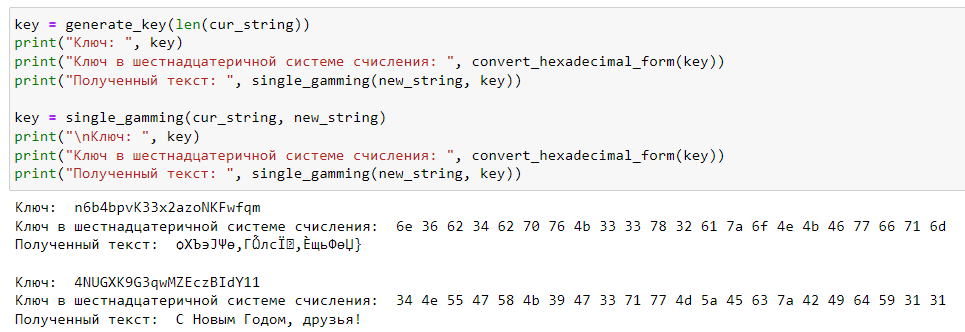 key = generate_key(len(cur_string))
print("Ключ: ", key)
print("Ключ в шестнадцатеричной системе счисления: ", convert_hexadecimal_form(key))
print("Полученный текст: ", single_gamming(new_string, key))
key = single_gamming(cur_string, new_string)
print("\nКлюч: ", key)
print("Ключ в шестнадцатеричной системе счисления: ", convert_hexadecimal_form(key))
print("Полученный текст: ", single_gamming(new_string, key))
Ключ:  n6b4bpvK33x2azoNKFwfqm
Ключ в шестнадцатеричной системе счисления:  6e 36 62 34 62 70 76 4b 33 33 78 32 61 7a 6f 4e 4b 46 77 66 71 6d
Полученный текст:
Ключ:  4NUGXK9G3qwMZEczBIdY11
Ключ в шестнадцатеричной системе счисления:  34 4e 55 47 58 4b 39 47 33 71 77 4d 5a 45 63 7a 42 49 64 59 31 31
Полученный текст:  С Новым Годом, друзья!